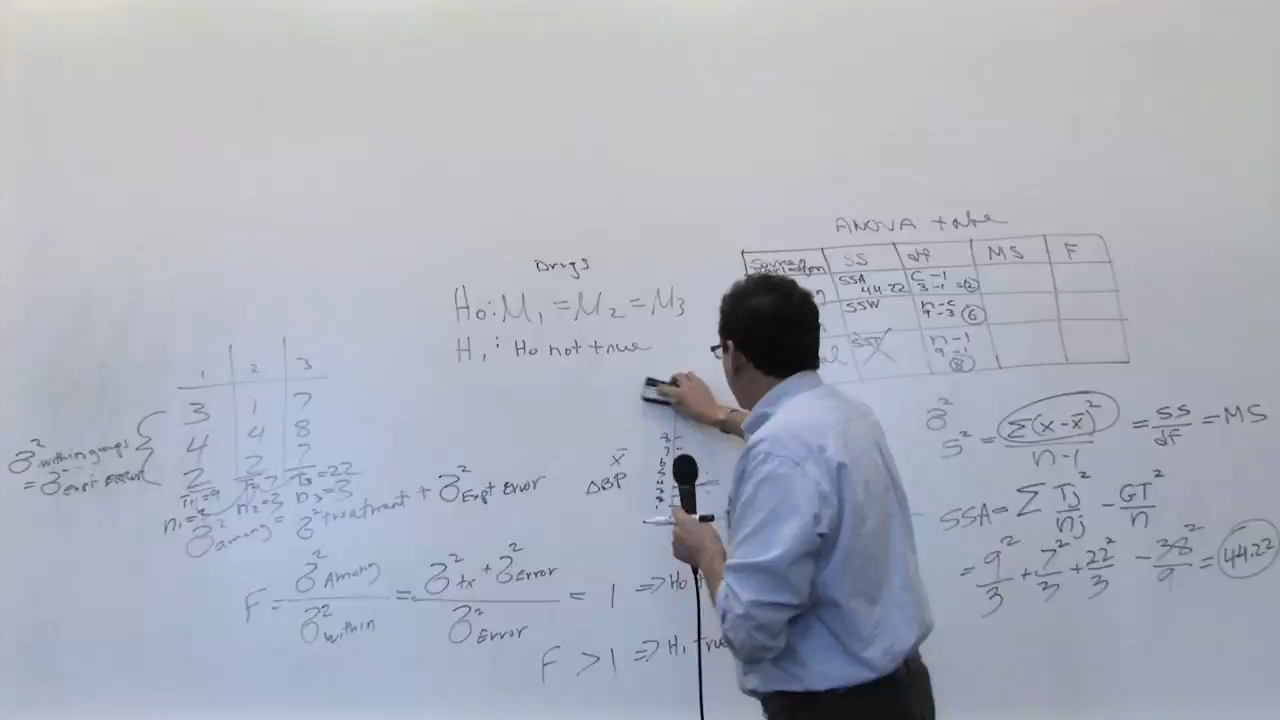 ANOVA table
Source of Variation SS df MS F
SSA 44.22 C-1 3-1=②
SSW n-c 9-3 ⑥
SST n-1 9-1 ⑧
Drugs
H₀: M₁ = M₂ = M₃
H₁: H₀ not true
1 2 3
3 1 7
4 4 8
2 2 7
T₁=9 T₂=7 T₃=22
n₁=3 n₂=3 n₃=3
σ² within groups
= σ² Exp't Error
σ² among = σ² treatment + σ² Exp't Error
F = σ² Among / σ² within = σ² tx + σ² Error / σ² Error = 1 => H₀
F > 1 => H₁ true
X̄
ΔBP
σ²
S² = Σ(x-x̄)² / n-1 = SS/df = MS
SSA = Σ Tj²/nj - GT²/n
= 9²/3 + 7²/3 + 22²/3 - 38²/9 = 44.22